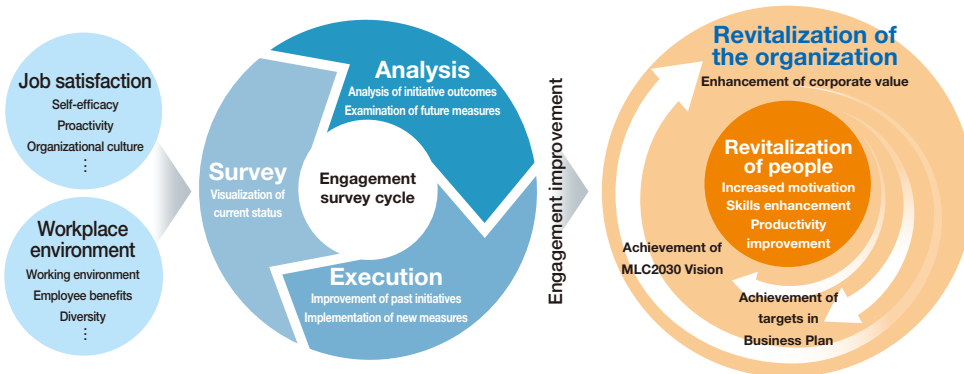 Job satisfaction
Self-efficacy
Proactivity
Organizational culture
⋮
Workplace
environment
Working environment
Employee benefits
Diversity
⋮
Survey
Visualization of
current status
Analysis
Analysis of initiative outcomes
Examination of future measures
Engagement
survey cycle
Execution
Improvement of past initiatives
Implementation of new measures
Engagement improvement
Revitalization of
the organization
Enhancement of corporate value
Revitalization
of people
Increased motivation
Skills enhancement
Productivity
improvement
Achievement of
MLC2030 Vision
Achievement of
targets in
Business Plan